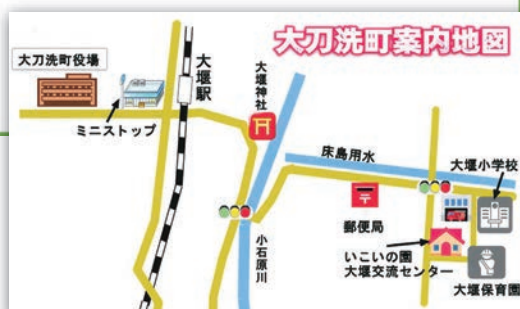 大刀洗町案内地図
大刀洗町役場
ミニストップ
大堰駅
大堰神社
床島用水
大堰小学校
郵便局
小石原川
いこいの園
大堰交流センター
大堰保育園